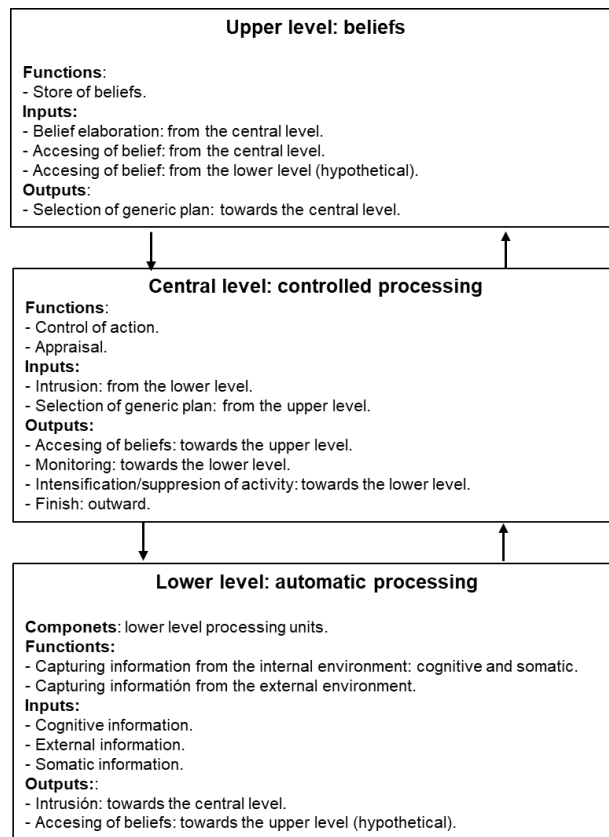 Upper level: beliefs
Functions:
- Store of beliefs.
Inputs:
- Belief elaboration: from the central level.
- Accesing of belief: from the central level.
- Accesing of belief: from the lower level (hypothetical).
Outputs:
- Selection of generic plan: towards the central level.
Central level: controlled processing
Functions:
- Control of action.
- Appraisal.
Inputs:
- Intrusion: from the lower level.
- Selection of generic plan: from the upper level.
Outputs:
- Accesing of beliefs: towards the upper level.
- Monitoring: towards the lower level.
- Intensification/suppresion of activity: towards the lower level.
- Finish: outward.
Lower level: automatic processing
Componets: lower level processing units.
Functionts:
- Capturing information from the internal environment: cognitive and somatic.
- Capturing informatión from the external environment.
Inputs:
- Cognitive information.
- External information.
- Somatic information.
Outputs::
- Intrusión: towards the central level.
- Accesing of beliefs: towards the upper level (hypothetical).